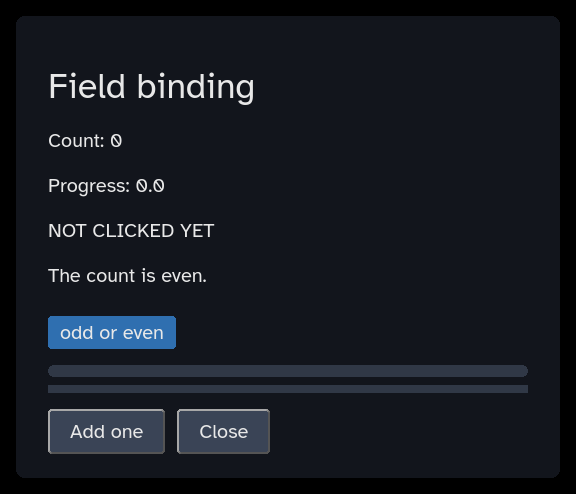 Field binding
Count: 0
Progress: 0.0
NOT CLICKED YET
The count is even.
odd or even
Add one Close